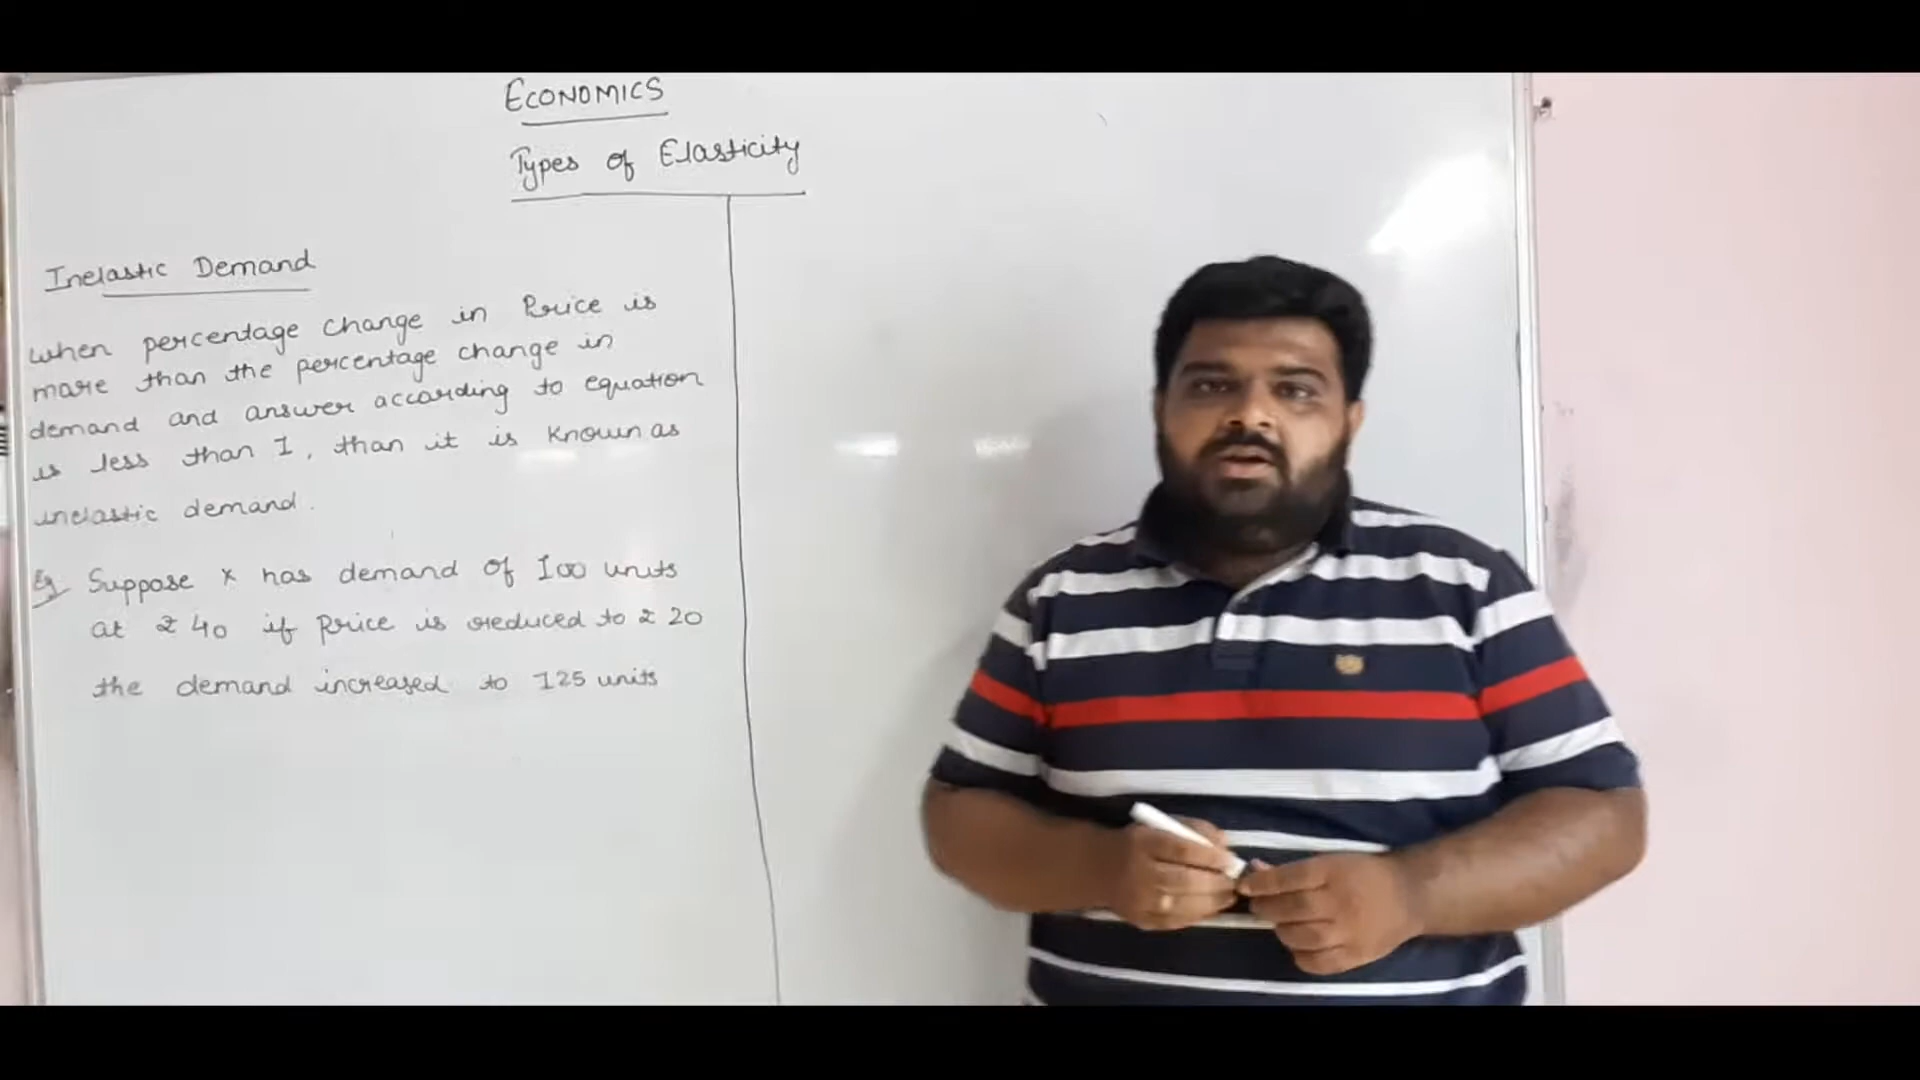 ECONOMICS
Types of Elasticity
Inelastic Demand
when percentage change in Price is
more than the percentage change in
demand and answer according to equation
is less than 1, than it is known as
inelastic demand.
Eg Suppose x has demand of 100 units
at ₹ 40 if price is reduced to ₹ 20
the demand increased to 125 units